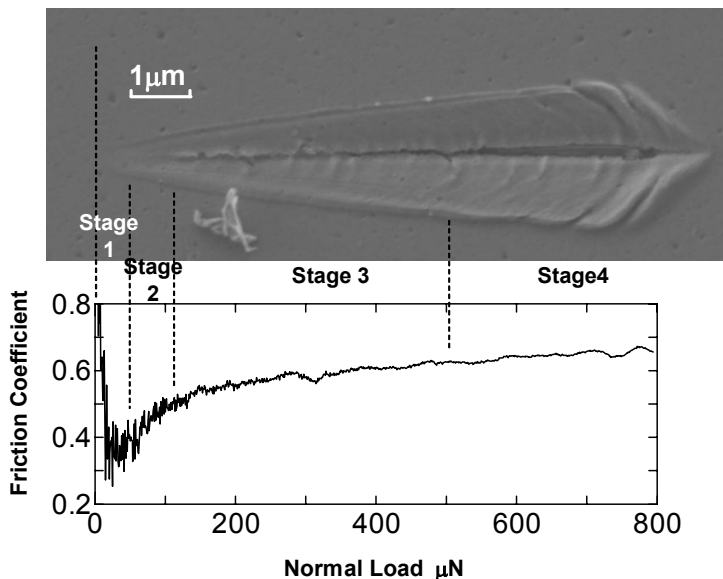 1μm
Stage
1
Stage
2
Stage 3
Stage4
Friction Coefficient
0.8
0.6
0.4
0.2
0
200
400
600
800
Normal Load μN